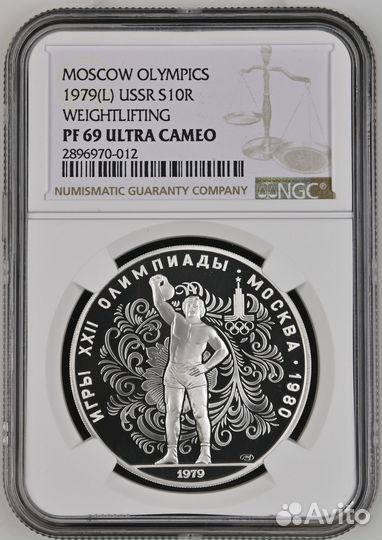 MOSCOW OLYMPICS
1979(L) USSR S10R
WEIGHTLIFTING
PF 69 ULTRA CAMEO
2896970-012
NUMISMATIC GUARANTY COMPANY
NGC®
ИГРЫ XXII ОЛИМПИАДЫ • МОСКВА • 1980
1979
Avito